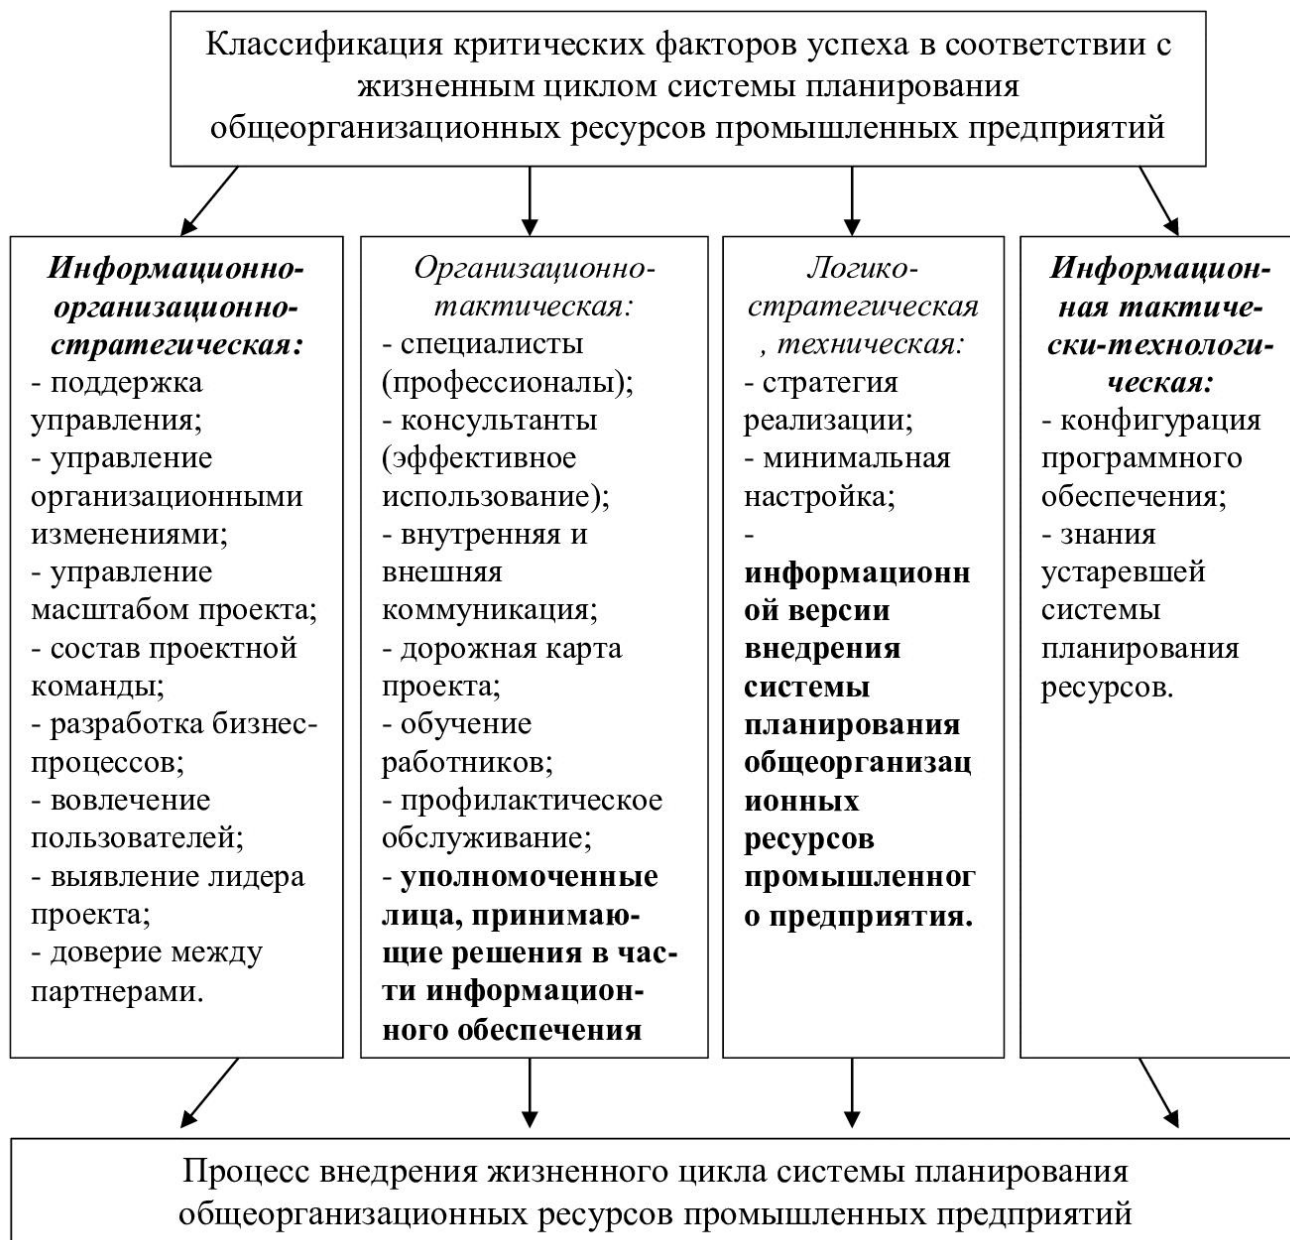 Классификация критических факторов успеха в соответствии с
жизненным циклом системы планирования
общеорганизационных ресурсов промышленных предприятий
Информационно-
организационно-
стратегическая:
- поддержка
управления;
- управление
организационными
изменениями;
- управление
масштабом проекта;
- состав проектной
команды;
- разработка бизнес-
процессов;
- вовлечение
пользователей;
- выявление лидера
проекта;
- доверие между
партнерами.
Организационно-
тактическая:
- специалисты
(профессионалы);
- консультанты
(эффективное
использование);
- внутренняя и
внешняя
коммуникация;
- дорожная карта
проекта;
- обучение
работников;
- профилактическое
обслуживание;
- уполномоченные
лица, принимаю-
щие решения в час-
ти информацион-
ного обеспечения
Логико-
стратегическая
, техническая:
- стратегия
реализации;
- минимальная
настройка;
-
информационн
ой версии
внедрения
системы
планирования
общеорганизац
ионных
ресурсов
промышленног
о предприятия.
Информацион-
ная тактиче-
ски-технологи-
ческая:
- конфигурация
программного
обеспечения;
- знания
устаревшей
системы
планирования
ресурсов.
Процесс внедрения жизненного цикла системы планирования
общеорганизационных ресурсов промышленных предприятий